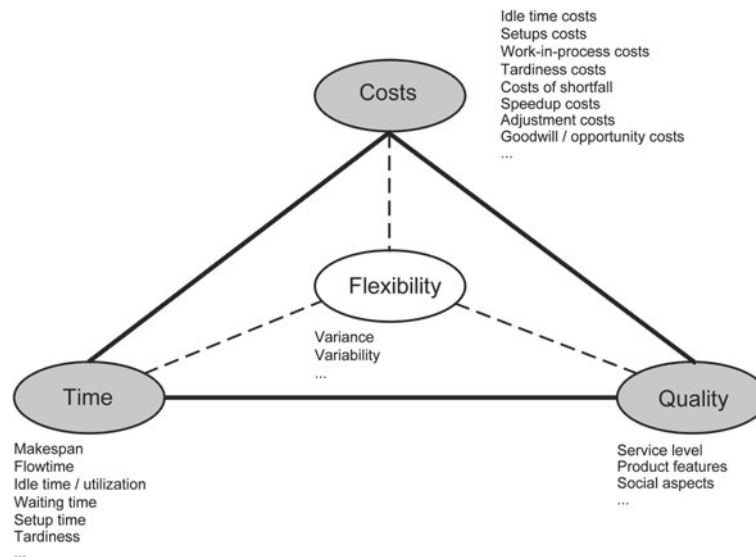 Idle time costs
Setups costs
Work-in-process costs
Tardiness costs
Costs of shortfall
Speedup costs
Adjustment costs
Goodwill / opportunity costs
...
Costs
Flexibility
Variance
Variability
...
Time
Makespan
Flowtime
Idle time / utilization
Waiting time
Setup time
Tardiness
...
Quality
Service level
Product features
Social aspects
...